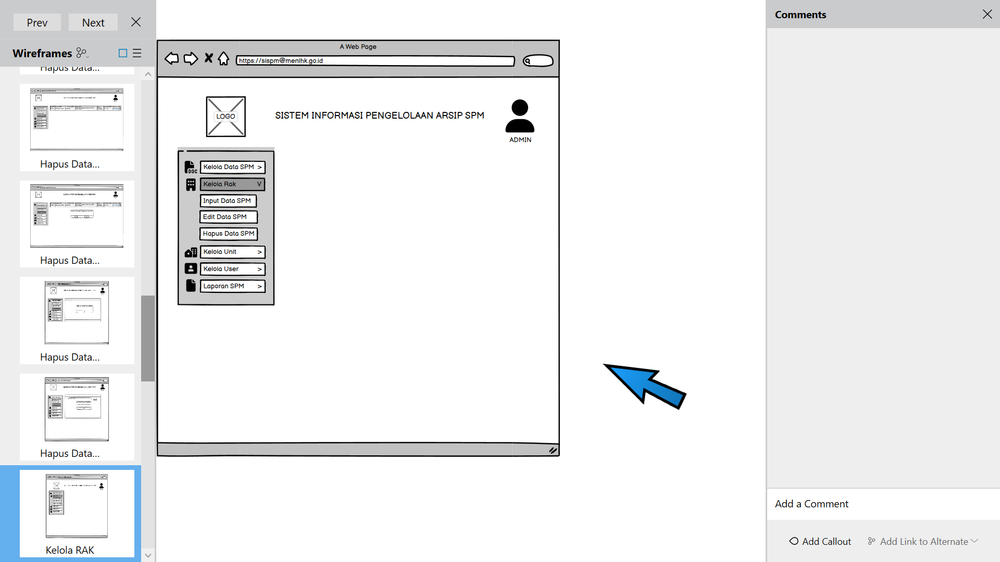 Prev
Next
Wireframes
Hapus Data...
Hapus Data...
Hapus Data...
Hapus Data...
Hapus Data...
Kelola RAK
A Web Page
https://sispm@menlhk.go.id
LOGO
SISTEM INFORMASI PENGELOLAAN ARSIP SPM
ADMIN
DOC
Kelola Data SPM >
Kelola Rak V
Input Data SPM
Edit Data SPM
Hapus Data SPM
Kelola Unit >
Kelola User >
Laporan SPM >
Comments
Add a Comment
Add Callout
Add Link to Alternate